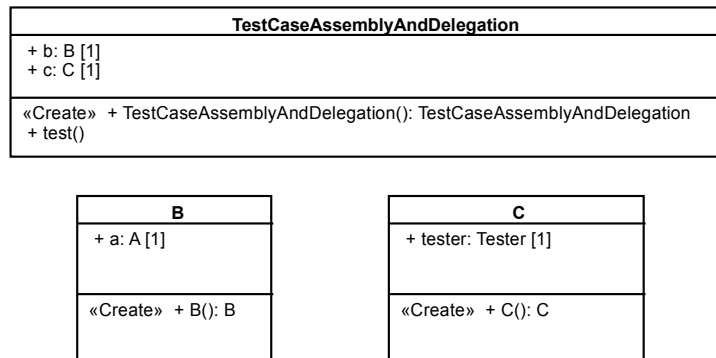 TestCaseAssemblyAndDelegation
+ b: B [1]
+ c: C [1]
«Create»  + TestCaseAssemblyAndDelegation(): TestCaseAssemblyAndDelegation
+ test()
B
+ a: A [1]
«Create»  + B(): B
C
+ tester: Tester [1]
«Create»  + C(): C